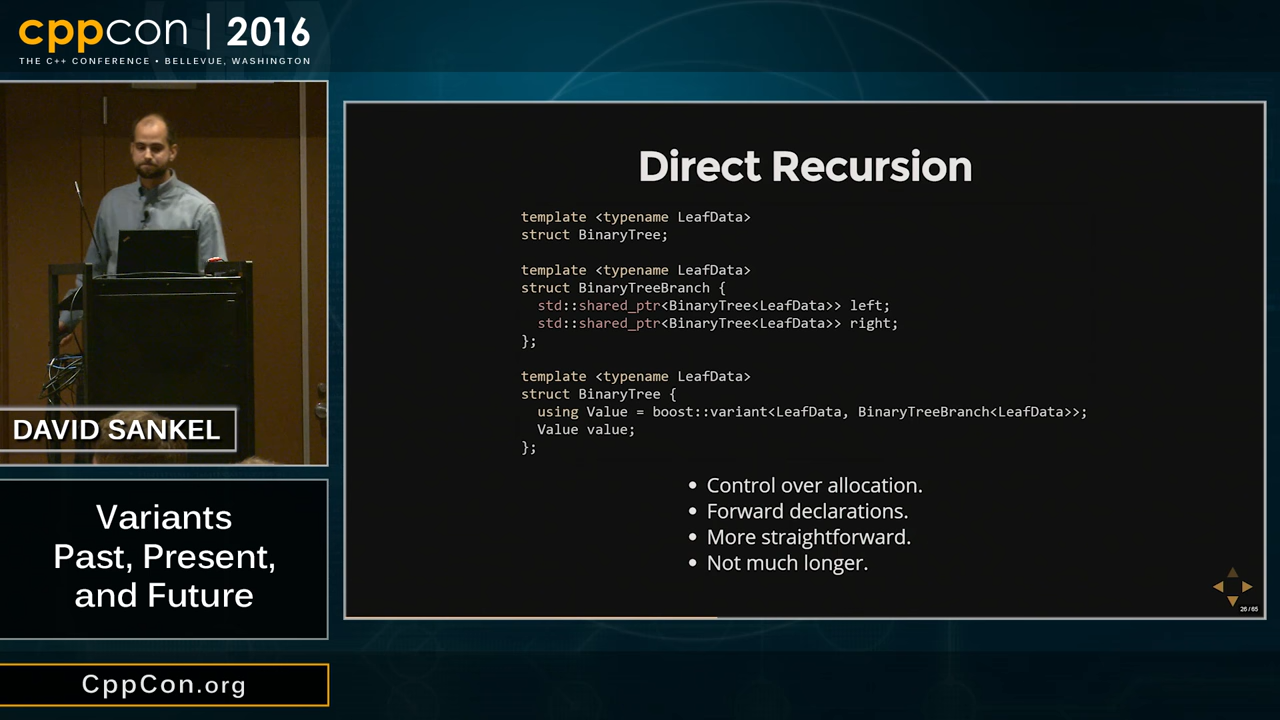 cppcon | 2016
THE C++ CONFERENCE • BELLEVUE, WASHINGTON
DAVID SANKEL
Variants
Past, Present,
and Future
CppCon.org
Direct Recursion
template <typename LeafData>
struct BinaryTree;
template <typename LeafData>
struct BinaryTreeBranch {
  std::shared_ptr<BinaryTree<LeafData>> left;
  std::shared_ptr<BinaryTree<LeafData>> right;
};
template <typename LeafData>
struct BinaryTree {
  using Value = boost::variant<LeafData, BinaryTreeBranch<LeafData>>;
  Value value;
};
• Control over allocation.
• Forward declarations.
• More straightforward.
• Not much longer.
26 / 65